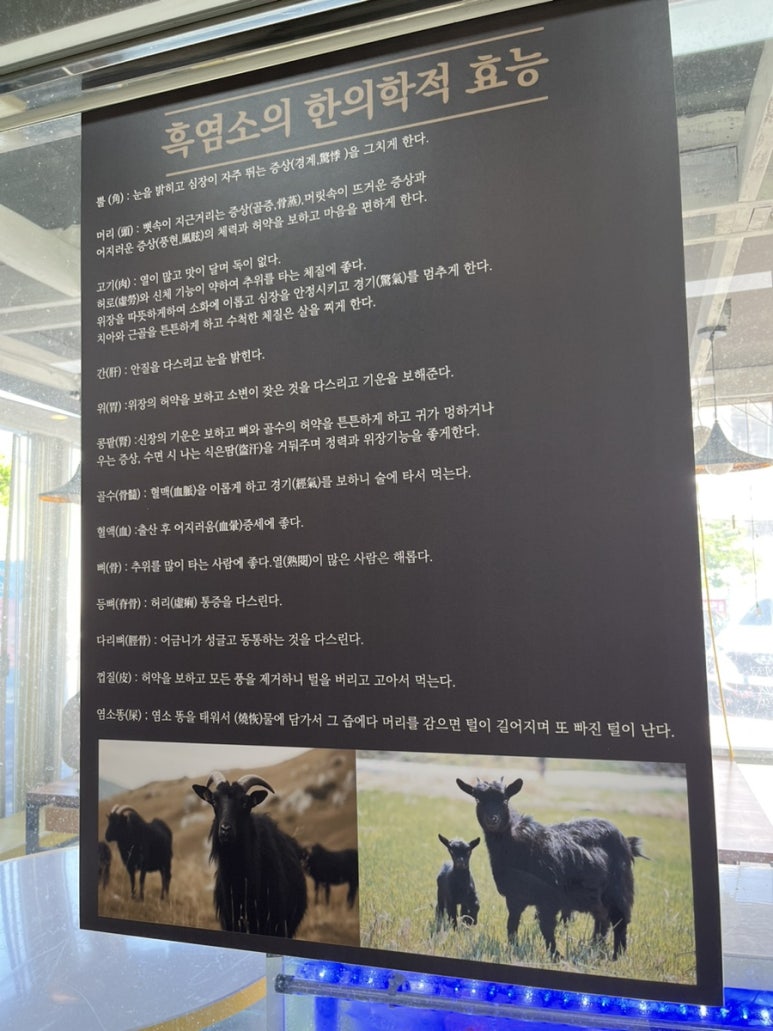 흑염소의 한의학적 효능
뿔 (角) : 눈을 밝히고 심장이 자주 뛰는 증상(경계,驚悸 )을 그치게 한다.
머리 (頭) : 뼛속이 지근거리는 증상(골증,骨蒸),머릿속이 뜨거운 증상과
어지러운 증상(풍현,風眩)의 체력과 허약을 보하고 마음을 편하게 한다.
고기(肉) : 열이 많고 맛이 달며 독이 없다.
허로(虛勞)와 신체 기능이 약하여 추위를 타는 체질에 좋다.
위장을 따뜻하게하여 소화에 이롭고 심장을 안정시키고 경기(驚氣)를 멈추게 한다.
치아와 근골을 튼튼하게 하고 수척한 체질은 살을 찌게 한다.
간(肝) : 안질을 다스리고 눈을 밝힌다.
위(胃) :위장의 허약을 보하고 소변이 잦은 것을 다스리고 기운을 보해준다.
콩팥(腎) :신장의 기운은 보하고 뼈와 골수의 허약을 튼튼하게 하고 귀가 멍하거나
우는 증상, 수면 시 나는 식은땀(盜汗)을 거둬주며 정력과 위장기능을 좋게한다.
골수(骨髓) : 혈맥(血脈)을 이롭게 하고 경기(經氣)를 보하니 술에 타서 먹는다.
혈액(血) :출산 후 어지러움(血暈)증세에 좋다.
뼈(骨) : 추위를 많이 타는 사람에 좋다.열(熟閱)이 많은 사람은 해롭다.
등뼈(脊骨) : 허리(虛痢) 통증을 다스린다.
다리뼈(脛骨) : 어금니가 성글고 동통하는 것을 다스린다.
껍질(皮) : 허약을 보하고 모든 풍을 제거하니 털을 버리고 고아서 먹는다.
염소똥(屎) ; 염소 똥을 태워서 (燒恢)물에 담가서 그 즙에다 머리를 감으면 털이 길어지며 또 빠진 털이 난다.